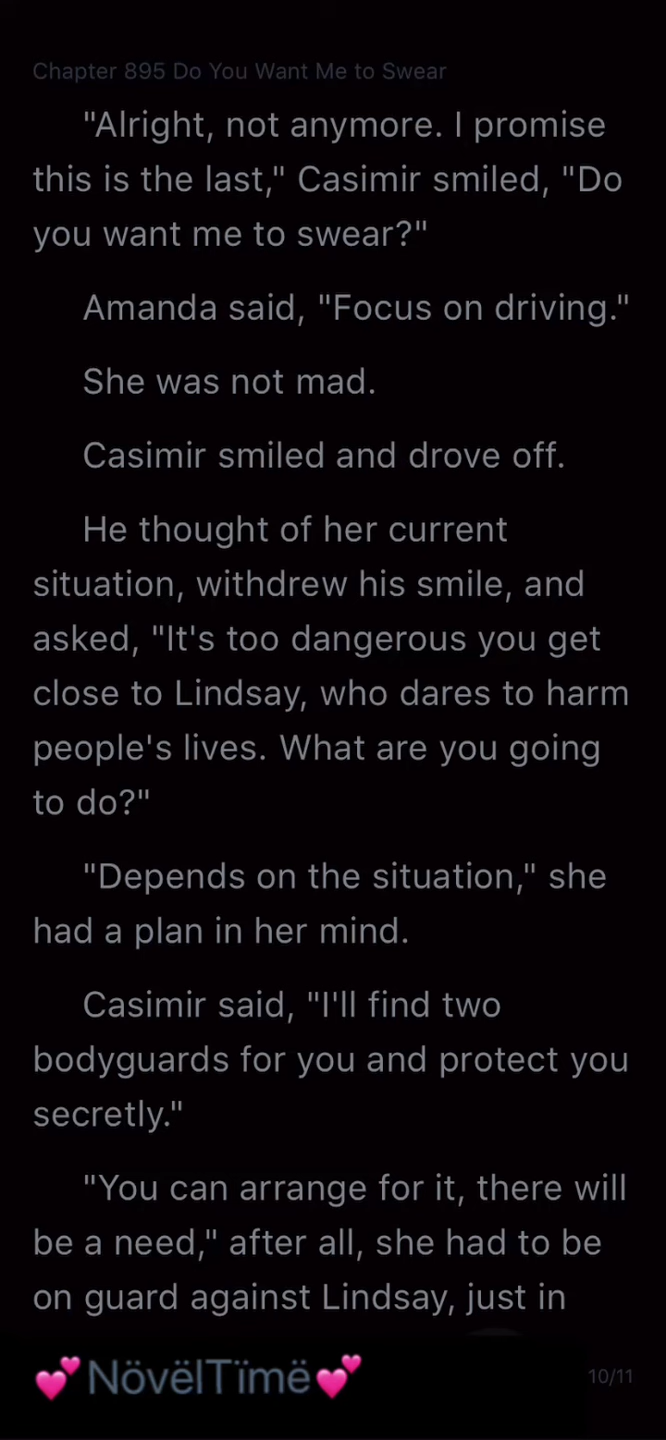 Chapter 895 Do You Want Me to Swear
"Alright, not anymore. I promise
this is the last," Casimir smiled, "Do
you want me to swear?"
Amanda said, "Focus on driving."
She was not mad.
Casimir smiled and drove off.
He thought of her current
situation, withdrew his smile, and
asked, "It's too dangerous you get
close to Lindsay, who dares to harm
people's lives. What are you going
to do?"
"Depends on the situation," she
had a plan in her mind.
Casimir said, "I'll find two
bodyguards for you and protect you
secretly."
"You can arrange for it, there will
be a need," after all, she had to be
on guard against Lindsay, just in
💕NövëlTïmë💕
10/11